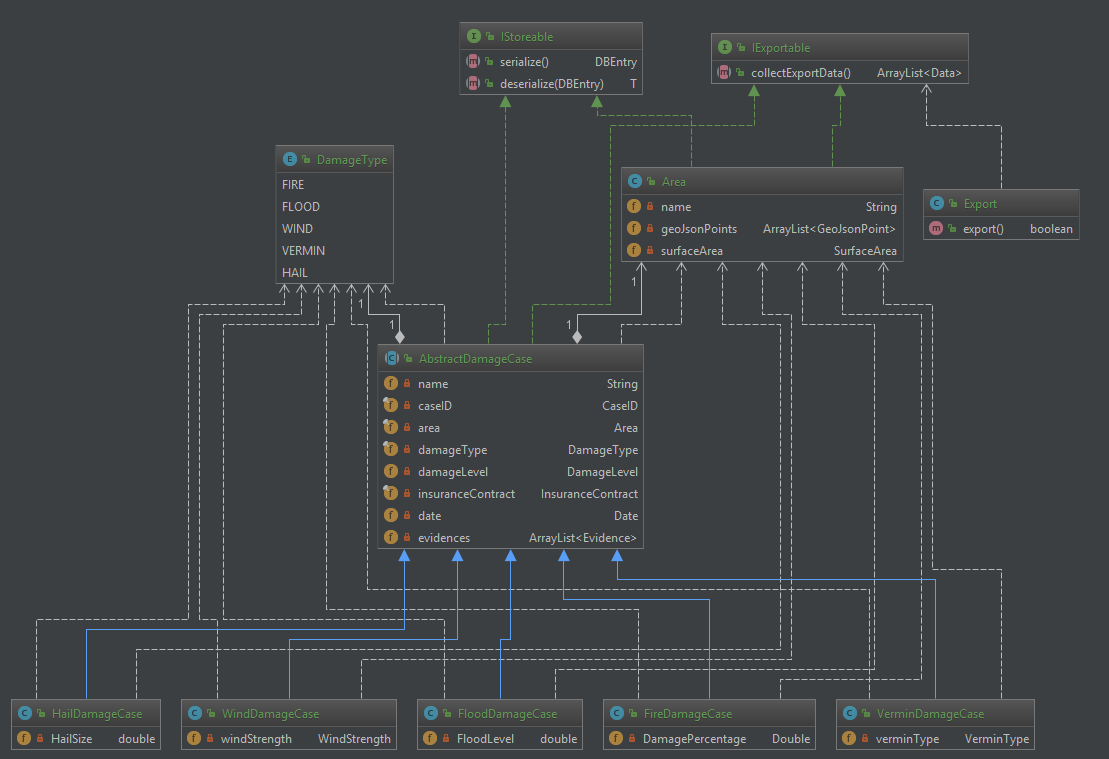 I IStoreable
m serialize() DBEntry
m deserialize(DBEntry) T
I IExportable
m collectExportData() ArrayList<Data>
E DamageType
FIRE
FLOOD
WIND
VERMIN
HAIL
C Area
f name String
f geoJsonPoints ArrayList<GeoJsonPoint>
f surfaceArea SurfaceArea
C Export
m export() boolean
1
1
1
1
C AbstractDamageCase
f name String
f caseID CaseID
f area Area
f damageType DamageType
f damageLevel DamageLevel
f insuranceContract InsuranceContract
f date Date
f evidences ArrayList<Evidence>
C HailDamageCase
f HailSize double
C WindDamageCase
f windStrength WindStrength
C FloodDamageCase
f FloodLevel double
C FireDamageCase
f DamagePercentage Double
C VerminDamageCase
f verminType VerminType